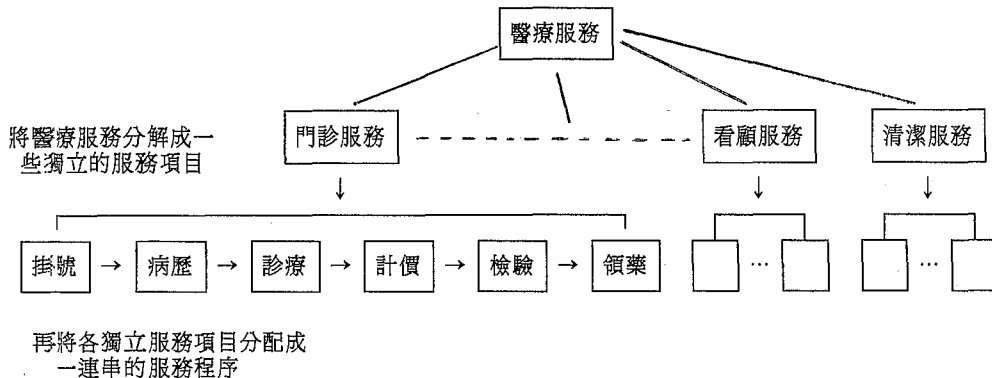 醫療服務
將醫療服務分解成一
些獨立的服務項目
門診服務
看顧服務
清潔服務
掛號 → 病歷 → 診療 → 計價 → 檢驗 → 領藥
...
...
再將各獨立服務項目分配成
一連串的服務程序